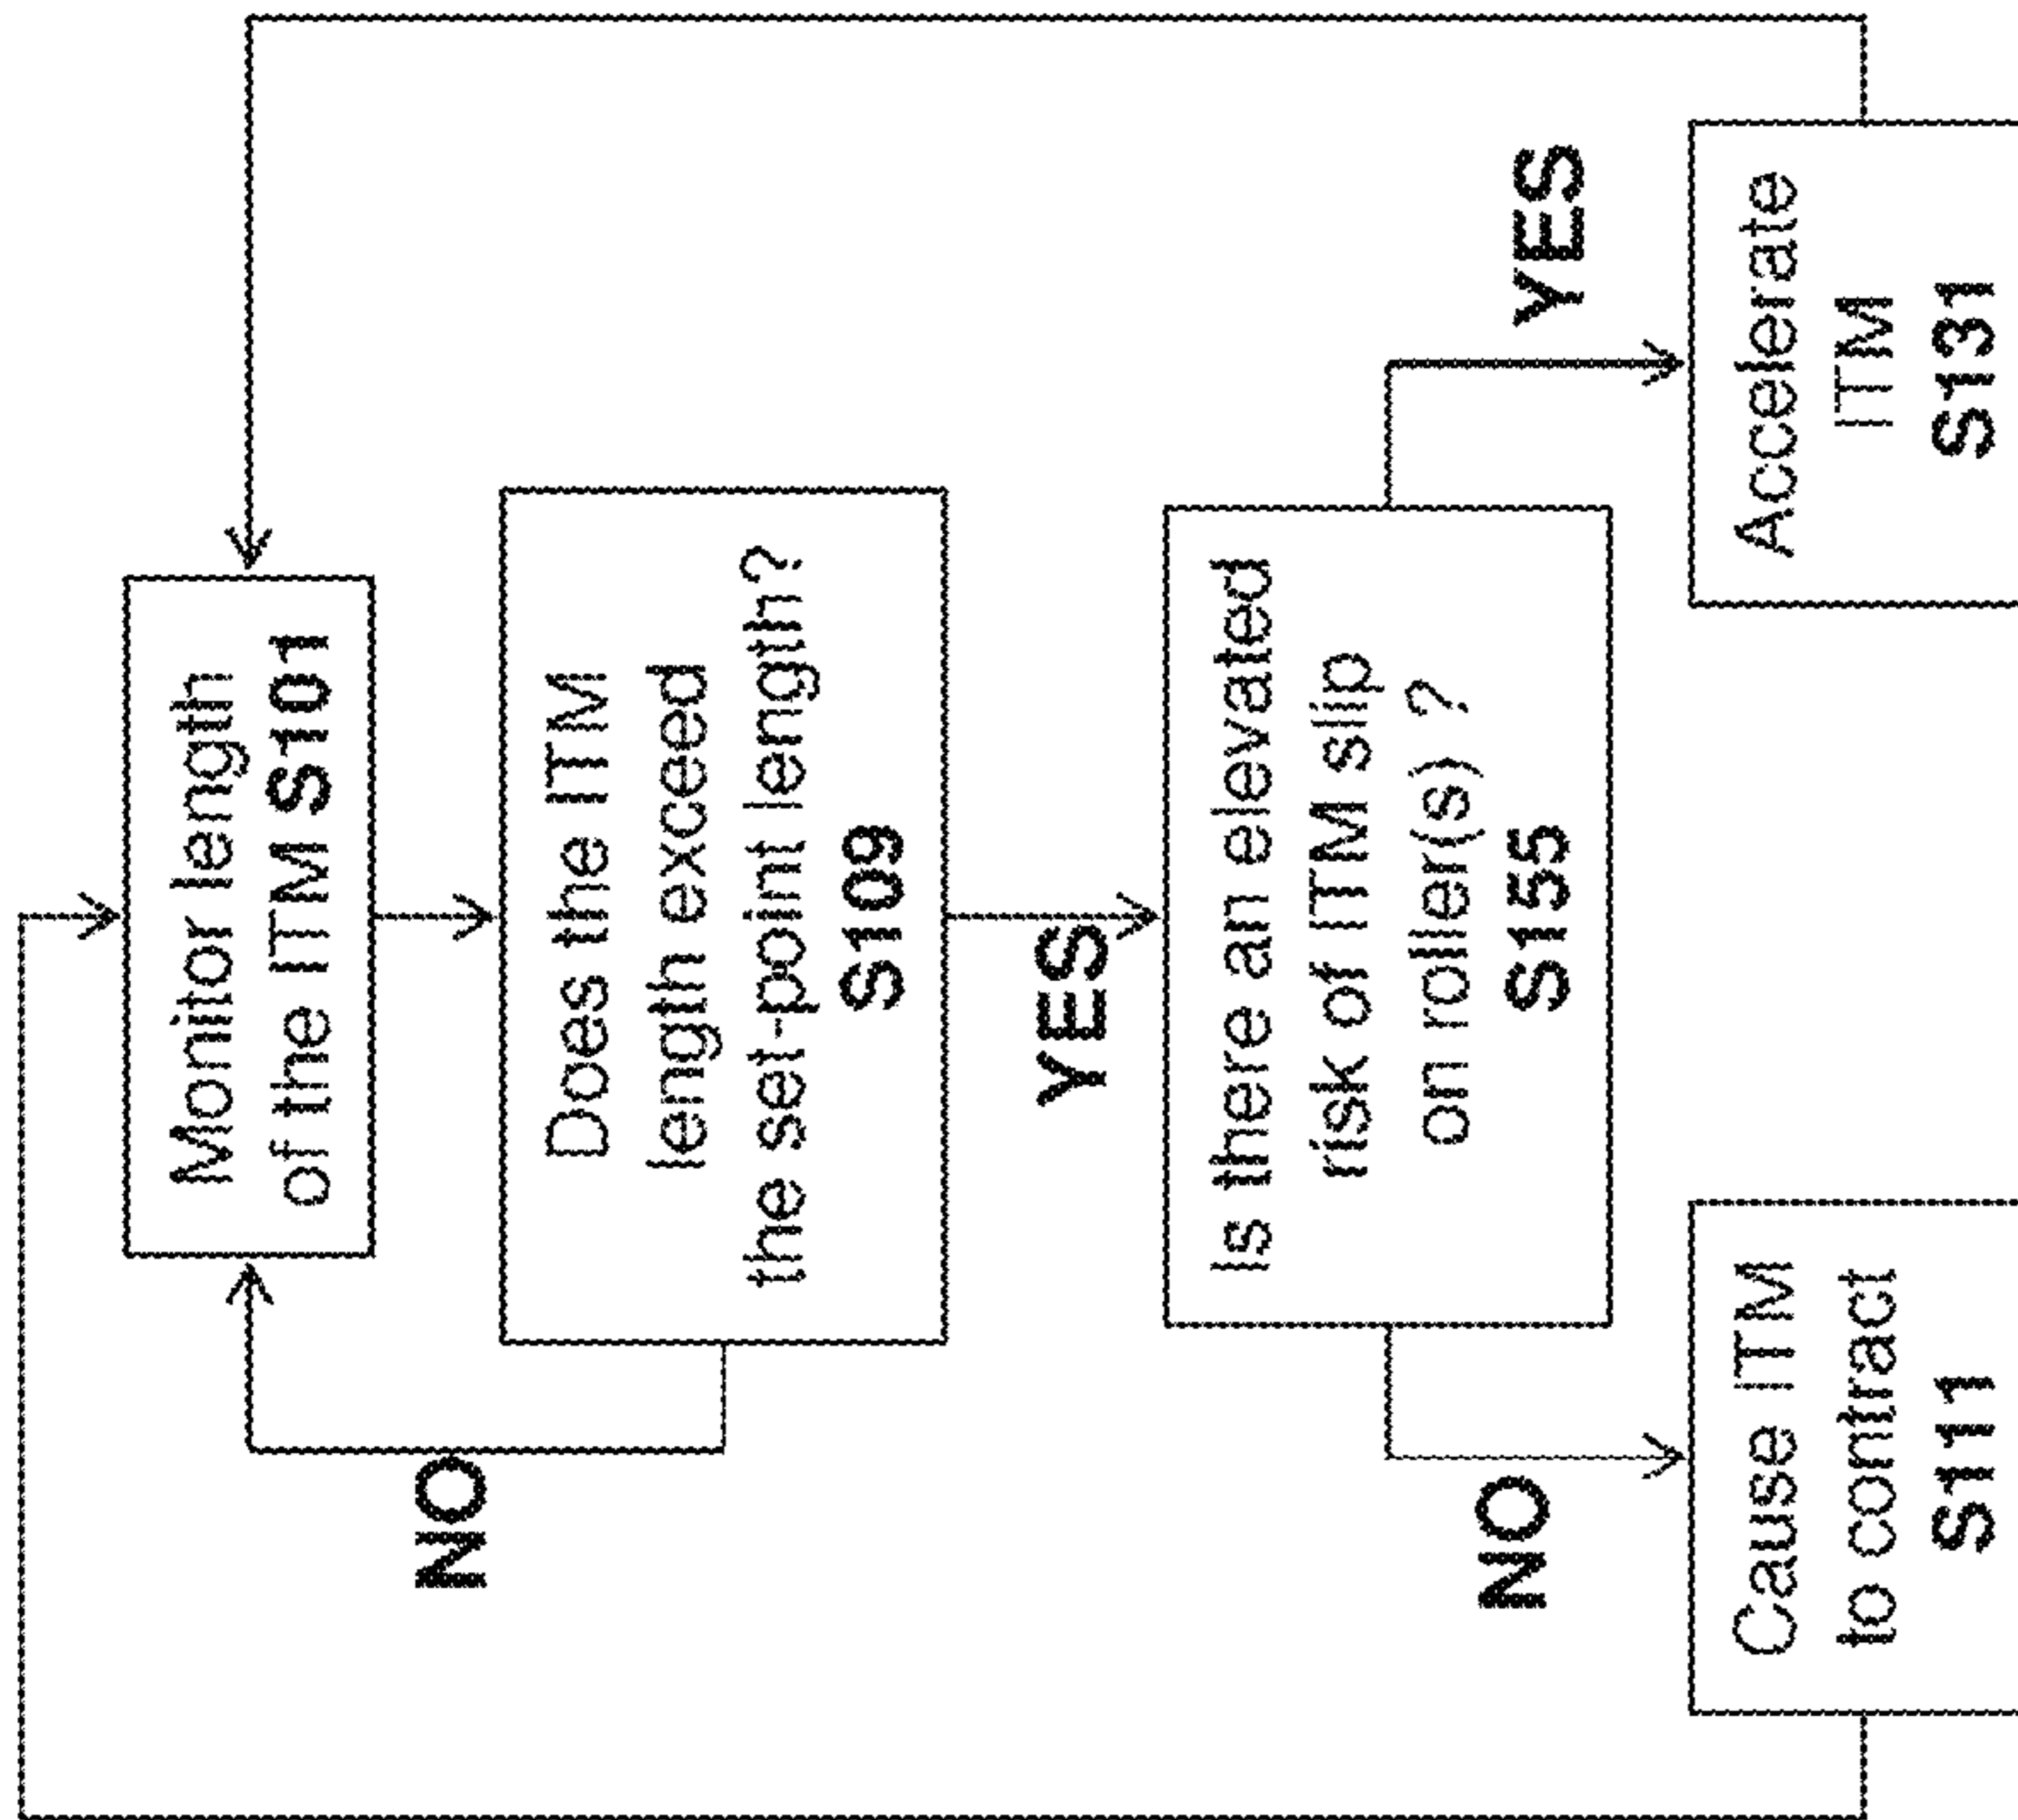 Monitor length
of the ITM S101
Does the ITM
length exceed
the set-point length?
S109
NO
YES
Is there an elevated
risk of ITM slip
on roller(s) ?
S155
NO
YES
Cause ITM
to contract
S111
Accelerate
ITM
S131